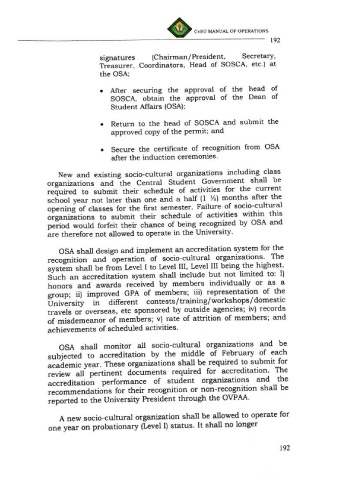 CvSU MANUAL OF OPERATIONS
192
signatures (Chairman/President, Secretary,
Treasurer, Coordinators, Head of SOSCA, etc.) at
the OSA;
• After securing the approval of the head of
SOSCA, obtain the approval of the Dean of
Student Affairs (OSA);
• Return to the head of SOSCA and submit the
approved copy of the permit; and
• Secure the certificate of recognition from OSA
after the induction ceremonies.
New and existing socio-cultural organizations including class
organizations and the Central Student Government shall be
required to submit their schedule of activities for the current
school year not later than one and a half (1 ½) months after the
opening of classes for the first semester. Failure of socio-cultural
organizations to submit their schedule of activities within this
period would forfeit their chance of being recognized by OSA and
are therefore not allowed to operate in the University.
OSA shall design and implement an accreditation system for the
recognition and operation of socio-cultural organizations. The
system shall be from Level I to Level III, Level III being the highest.
Such an accreditation system shall include but not limited to: i)
honors and awards received by members individually or as a
group; ii) improved GPA of members; iii) representation of the
University in different contests/training/workshops/domestic
travels or overseas, etc sponsored by outside agencies; iv) records
of misdemeanor of members; v) rate of attrition of members; and
achievements of scheduled activities.
OSA shall monitor all socio-cultural organizations and be
subjected to accreditation by the middle of February of each
academic year. These organizations shall be required to submit for
review all pertinent documents required for accreditation. The
accreditation performance of student organizations and the
recommendations for their recognition or non-recognition shall be
reported to the University President through the OVPAA.
A new socio-cultural organization shall be allowed to operate for
one year on probationary (Level I) status. It shall no longer
192